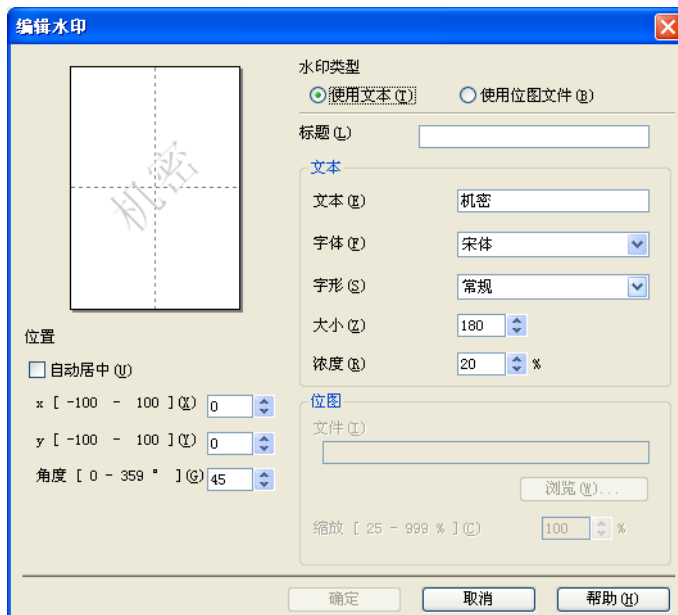 编辑水印
机密
位置
自动居中(U)
x [ -100 - 100 ](X) 0
y [ -100 - 100 ](Y) 0
角度 [ 0 - 359 ° ](G) 45
水印类型
使用文本(T) 使用位图文件(B)
标题(L)
文本
文本(E) 机密
字体(F) 宋体
字形(S) 常规
大小(Z) 180
浓度(R) 20 %
位图
文件(I)
浏览(W)...
缩放 [ 25 - 999 % ](C) 100 %
确定 取消 帮助(H)